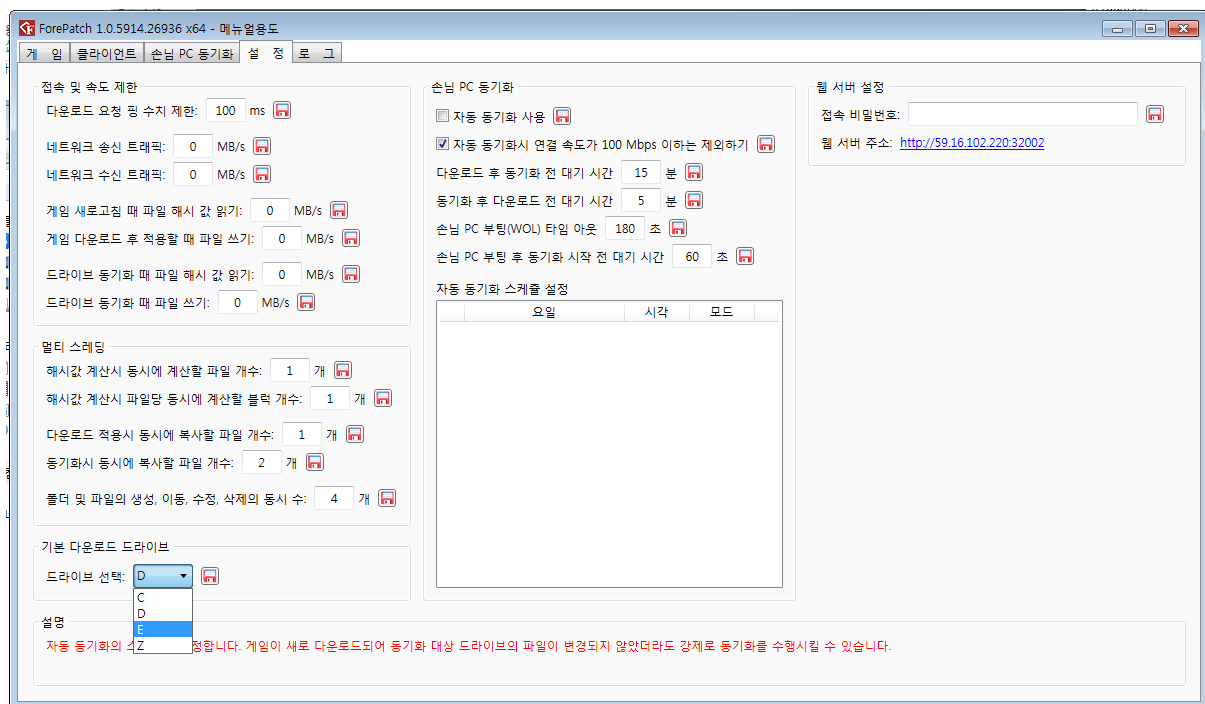 ForePatch 1.0.5914.26936 x64 - 메뉴얼용도
게 임 클라이언트 손님 PC 동기화 설 정 로 그
접속 및 속도 제한
다운로드 요청 핑 수치 제한: 100 ms
네트워크 송신 트래픽: 0 MB/s
네트워크 수신 트래픽: 0 MB/s
게임 새로고침 때 파일 해시 값 읽기: 0 MB/s
게임 다운로드 후 적용할 때 파일 쓰기: 0 MB/s
드라이브 동기화 때 파일 해시 값 읽기: 0 MB/s
드라이브 동기화 때 파일 쓰기: 0 MB/s
멀티 스레딩
해시값 계산시 동시에 계산할 파일 개수: 1 개
해시값 계산시 파일당 동시에 계산할 블럭 개수: 1 개
다운로드 적용시 동시에 복사할 파일 개수: 1 개
동기화시 동시에 복사할 파일 개수: 2 개
폴더 및 파일의 생성, 이동, 수정, 삭제의 동시 수: 4 개
기본 다운로드 드라이브
드라이브 선택: D
C
D
E
Z
손님 PC 동기화
자동 동기화 사용
자동 동기화시 연결 속도가 100 Mbps 이하는 제외하기
다운로드 후 동기화 전 대기 시간 15 분
동기화 후 다운로드 전 대기 시간 5 분
손님 PC 부팅(WOL) 타임 아웃 180 초
손님 PC 부팅 후 동기화 시작 전 대기 시간 60 초
자동 동기화 스케쥴 설정
요일 시각 모드
웹 서버 설정
접속 비밀번호:
웹 서버 주소: http://59.16.102.220:32002
설명
자동 동기화의 정합니다. 게임이 새로 다운로드되어 동기화 대상 드라이브의 파일이 변경되지 않았더라도 강제로 동기화를 수행시킬 수 있습니다.